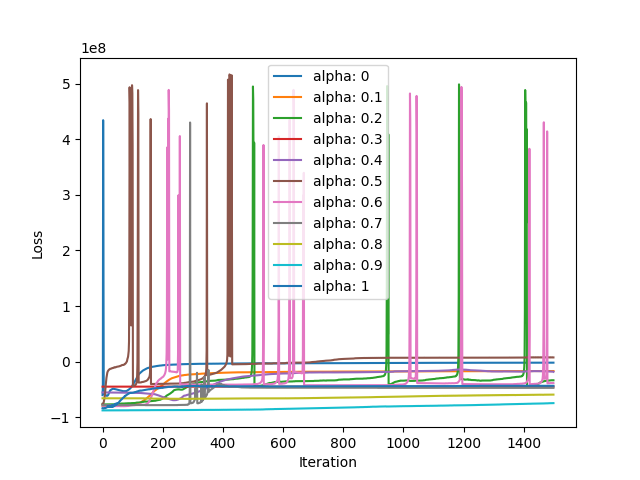 1e8
5
4
3
2
1
0
−1
Loss
0 200 400 600 800 1000 1200 1400
Iteration
alpha: 0
alpha: 0.1
alpha: 0.2
alpha: 0.3
alpha: 0.4
alpha: 0.5
alpha: 0.6
alpha: 0.7
alpha: 0.8
alpha: 0.9
alpha: 1